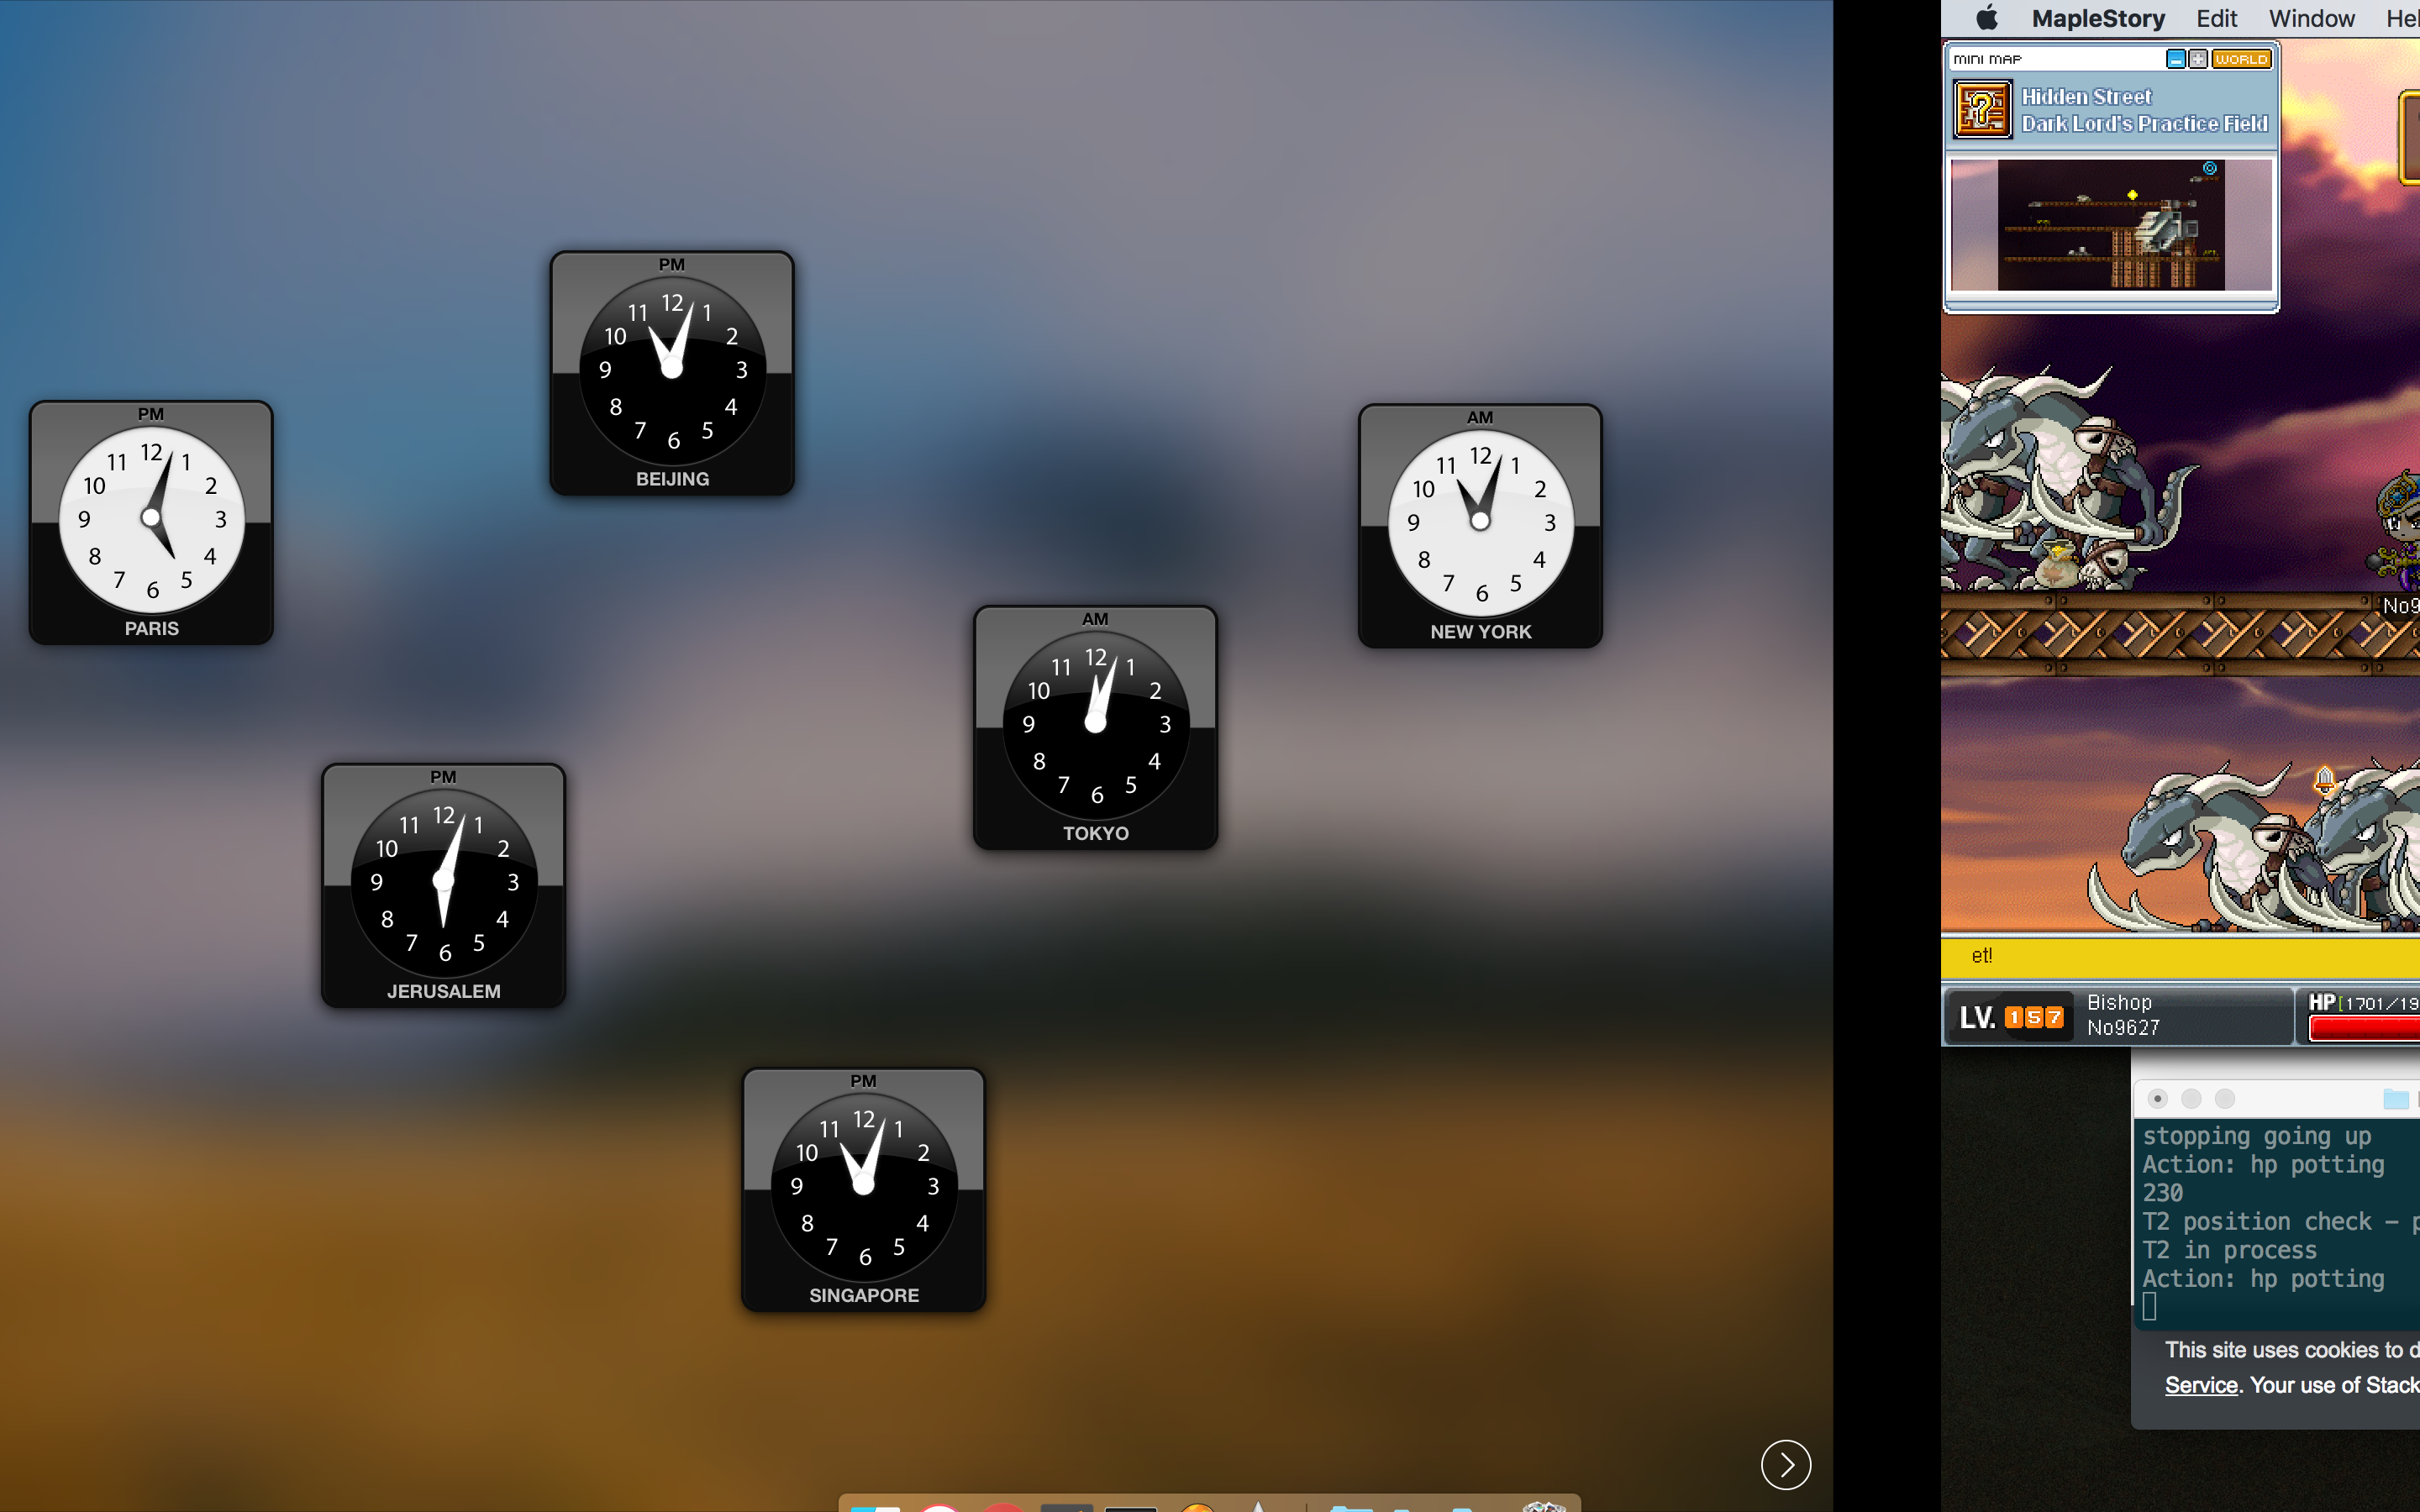 PM
12
11
1
10
2
9
3
8
4
7
5
6
BEIJING
PM
12
11
1
10
2
9
3
8
4
7
5
6
PARIS
AM
12
11
1
10
2
9
3
8
4
7
5
6
NEW YORK
AM
12
11
1
10
2
9
3
8
4
7
5
6
TOKYO
PM
12
11
1
10
2
9
3
8
4
7
5
6
JERUSALEM
PM
12
11
1
10
2
9
3
8
4
7
5
6
SINGAPORE
MapleStory Edit Window Hel
MINI MAP WORLD
Hidden Street
Dark Lord's Practice Field
No9
et!
LV. 157 Bishop HP[1701/19
No9627
stopping going up
Action: hp potting
230
T2 position check - p
T2 in process
Action: hp potting
This site uses cookies to d
Service. Your use of Stack